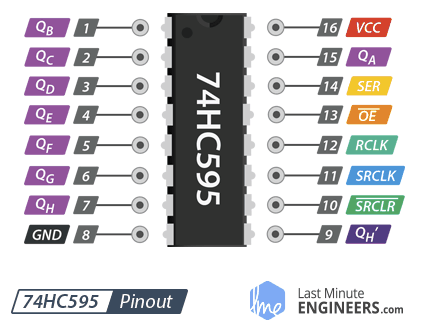 QB 1 16 VCC
QC 2 15 QA
QD 3 14 SER
QE 4 13 O̅E̅
QF 5 12 RCLK
QG 6 11 SRCLK
QH 7 10 S̅R̅C̅L̅R̅
GND 8 9 QH'
74HC595
74HC595 Pinout
lme Last Minute
ENGINEERS.com